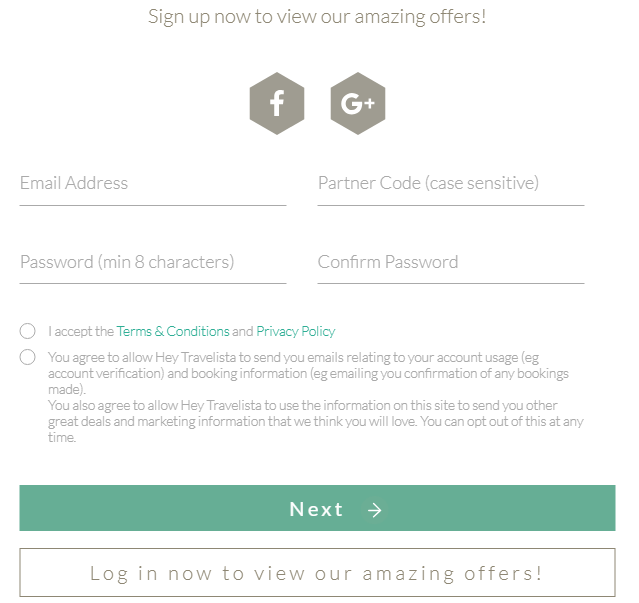 Sign up now to view our amazing offers!
f G+
Email Address Partner Code (case sensitive)
Password (min 8 characters) Confirm Password
I accept the Terms & Conditions and Privacy Policy
You agree to allow Hey Travelista to send you emails relating to your account usage (eg
account verification) and booking information (eg emailing you confirmation of any bookings
made).
You also agree to allow Hey Travelista to use the information on this site to send you other
great deals and marketing information that we think you will love. You can opt out of this at any
time.
Next
Log in now to view our amazing offers!